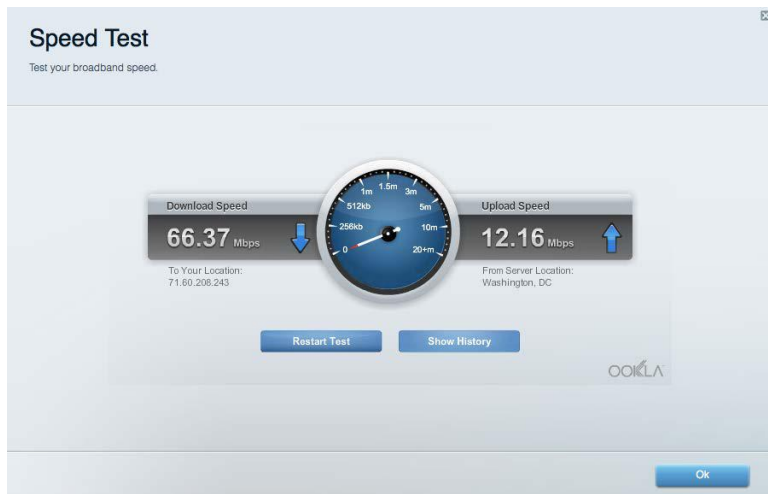 Speed Test
Test your broadband speed.
Download Speed
66.37 Mbps
To Your Location:
71.60.208.243
0
256kb
512kb
1m
1.5m
3m
5m
10m
20+m
Upload Speed
12.16 Mbps
From Server Location:
Washington, DC
Restart Test
Show History
OOKLA
Ok